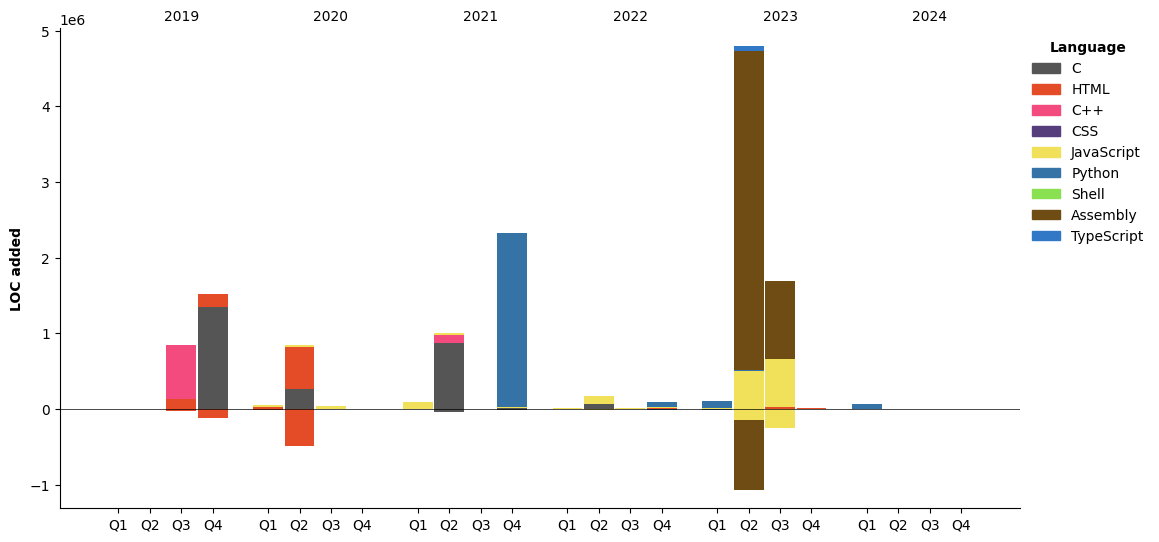 1e6
2019 2020 2021 2022 2023 2024
5
4
3
2
1
0
−1
LOC added
Q1 Q2 Q3 Q4 Q1 Q2 Q3 Q4 Q1 Q2 Q3 Q4 Q1 Q2 Q3 Q4 Q1 Q2 Q3 Q4 Q1 Q2 Q3 Q4
Language
C
HTML
C++
CSS
JavaScript
Python
Shell
Assembly
TypeScript